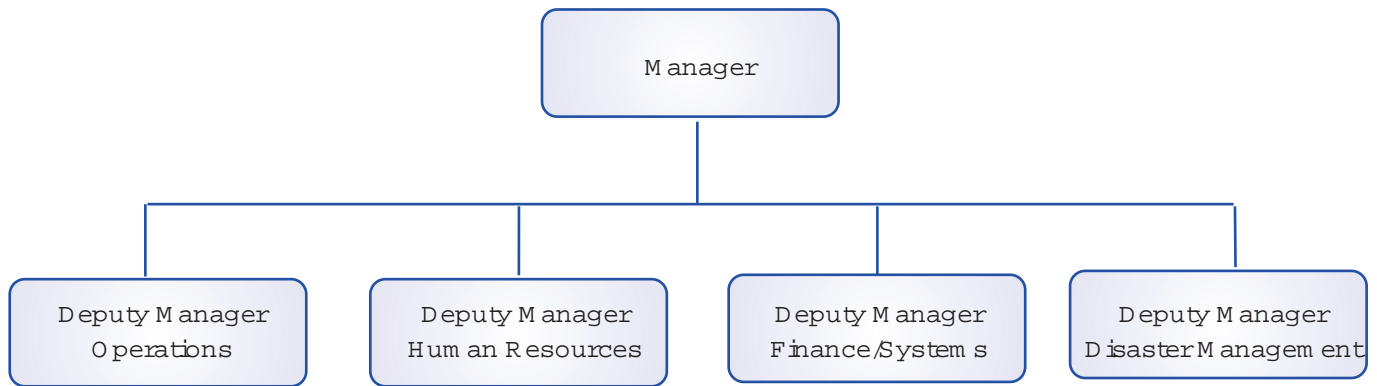 Manager
Deputy Manager
Operations
Deputy Manager
Human Resources
Deputy Manager
Finance/Systems
Deputy Manager
Disaster Management